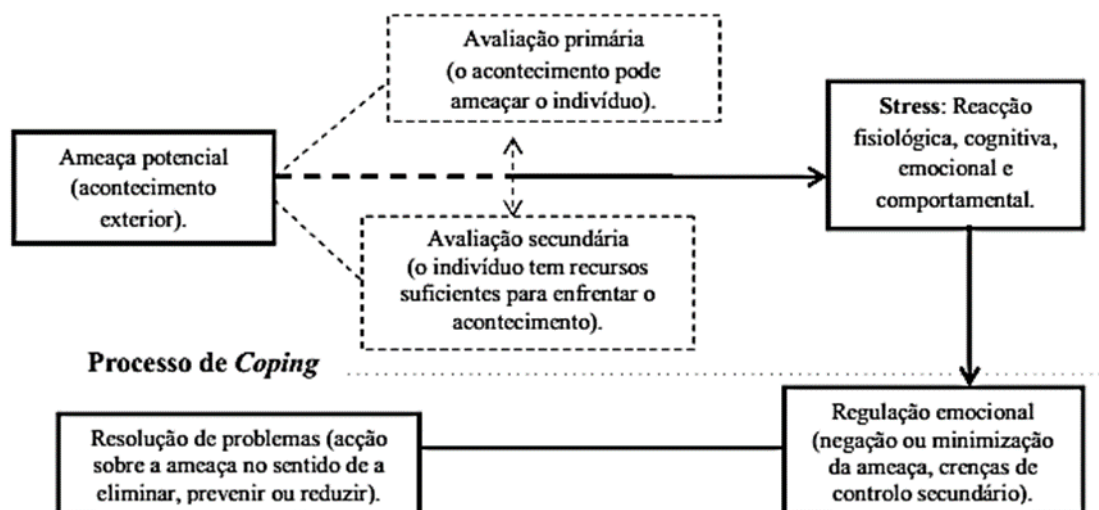 Avaliação primária
(o acontecimento pode
ameaçar o indivíduo).
Stress: Reacção
fisiológica, cognitiva,
emocional e
comportamental.
Ameaça potencial
(acontecimento
exterior).
Avaliação secundária
(o indivíduo tem recursos
suficientes para enfrentar o
acontecimento).
Processo de Coping
Resolução de problemas (acção
sobre a ameaça no sentido de a
eliminar, prevenir ou reduzir).
Regulação emocional
(negação ou minimização
da ameaça, crenças de
controlo secundário).